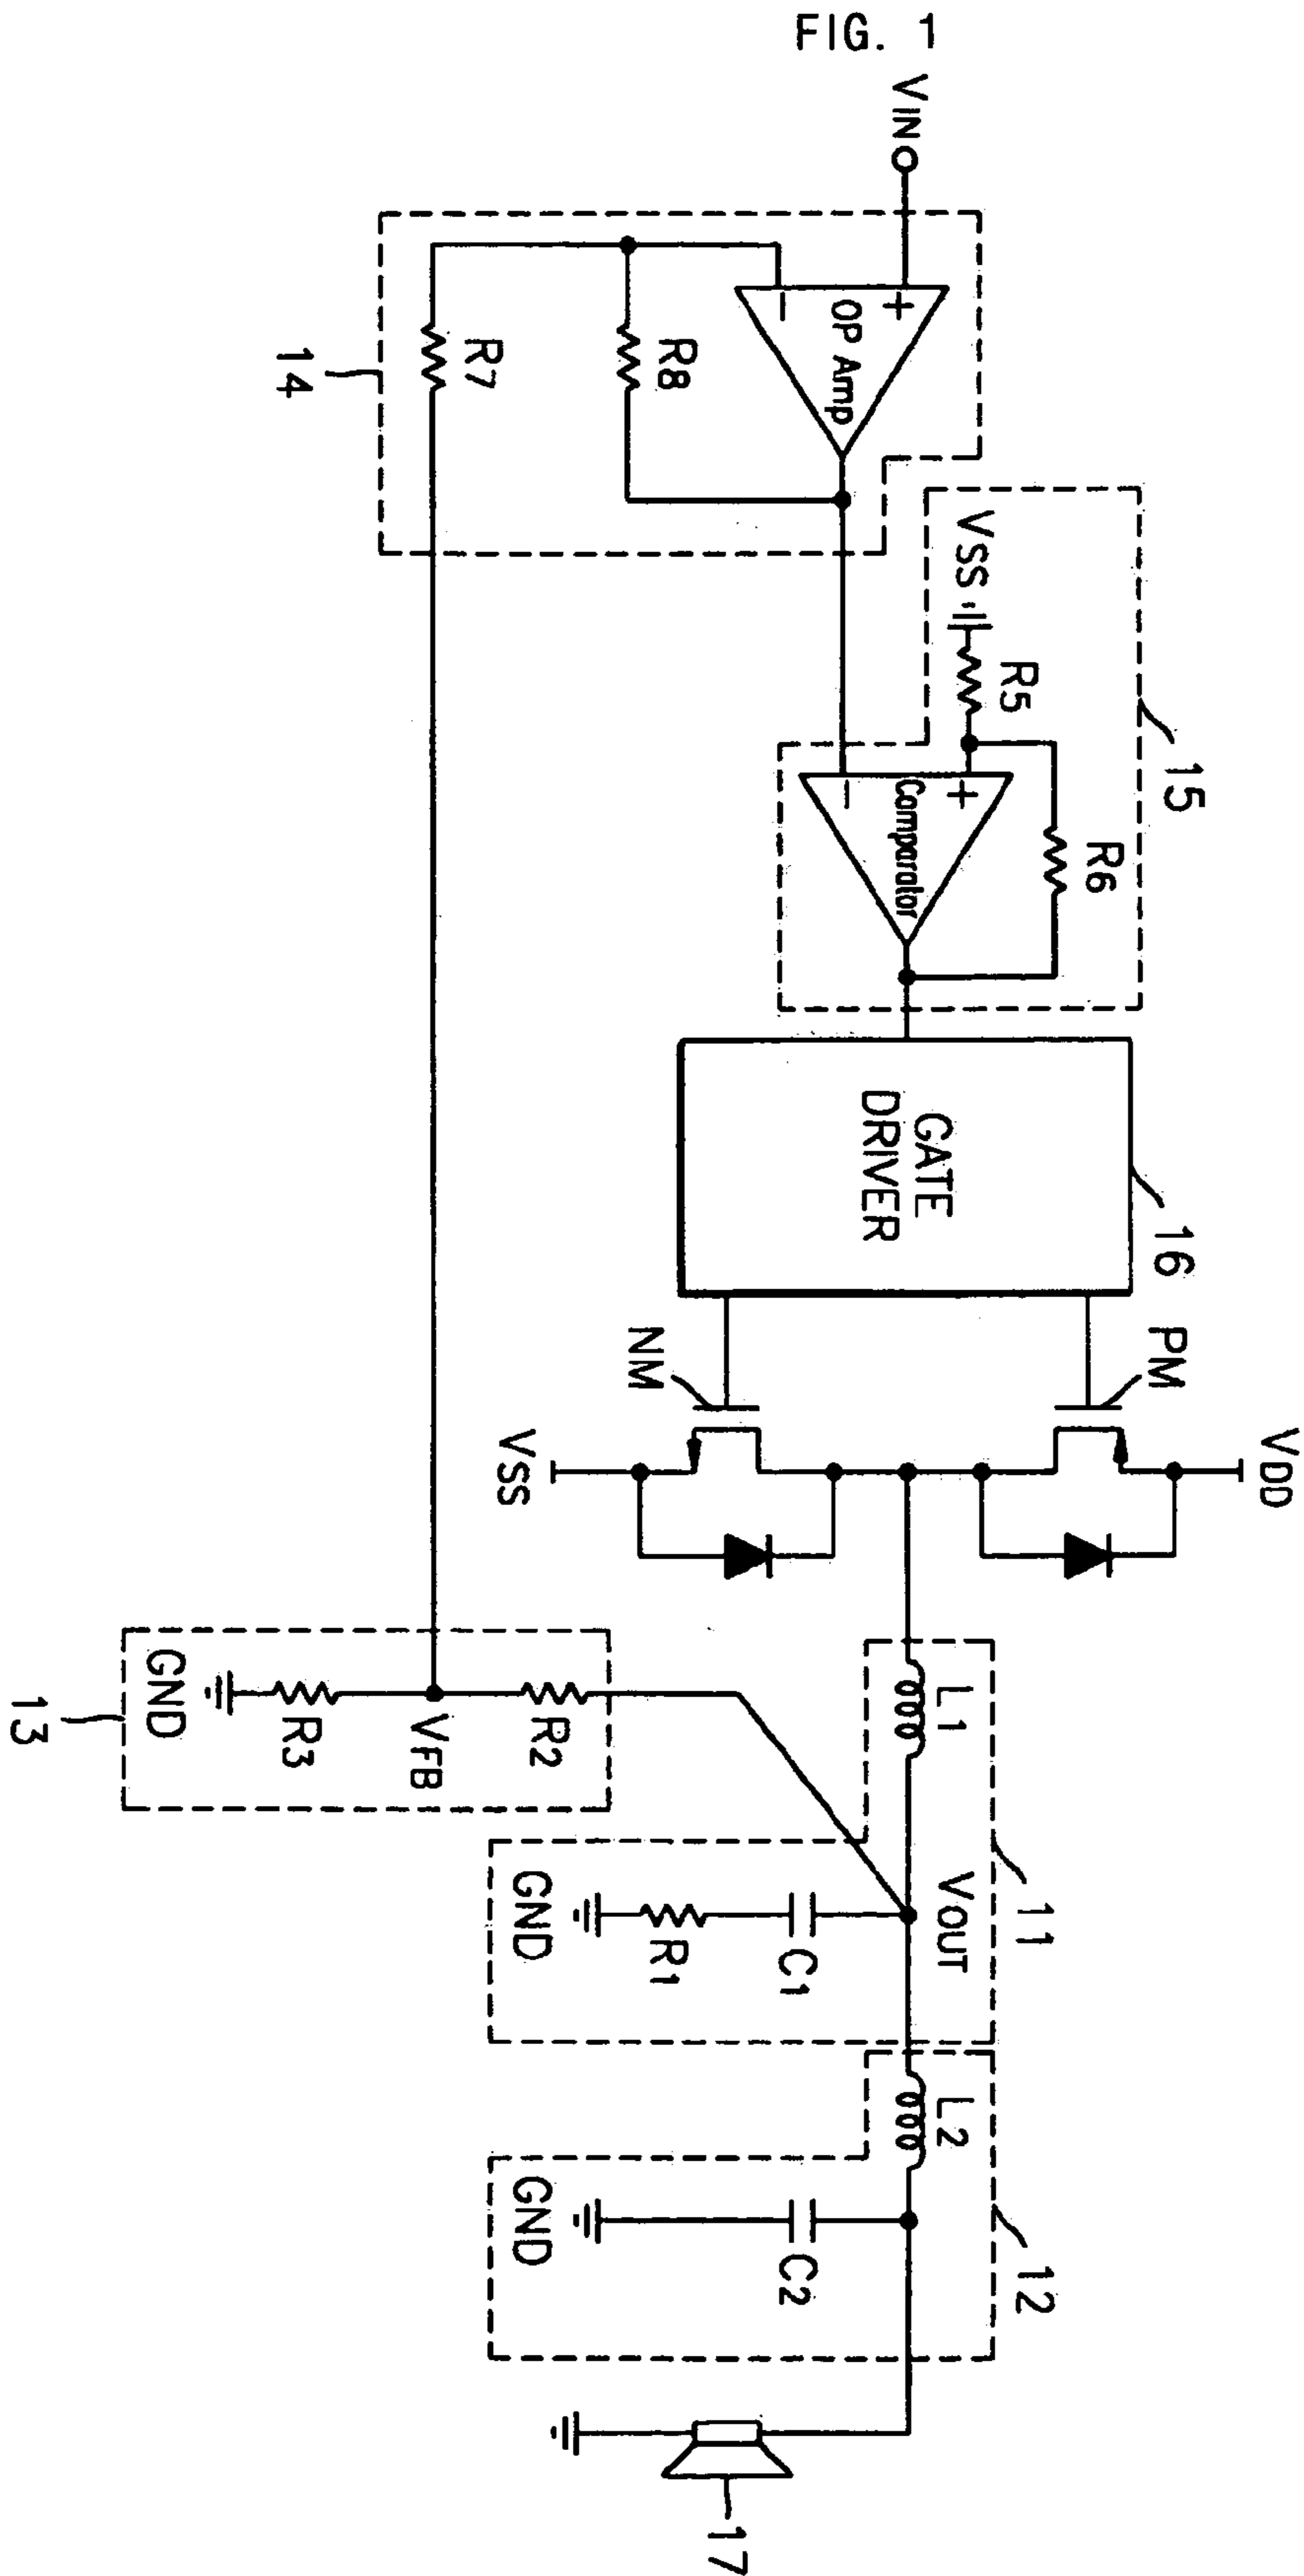 FIG. 1
VIN
OP Amp
+
−
R8
R7
14
VSS
R5
R6
15
Comparator
+
−
GATE
DRIVER
16
PM
NM
VDD
VSS
L1
VOUT
11
C1
R1
GND
R2
VFB
R3
GND
13
L2
12
C2
GND
17